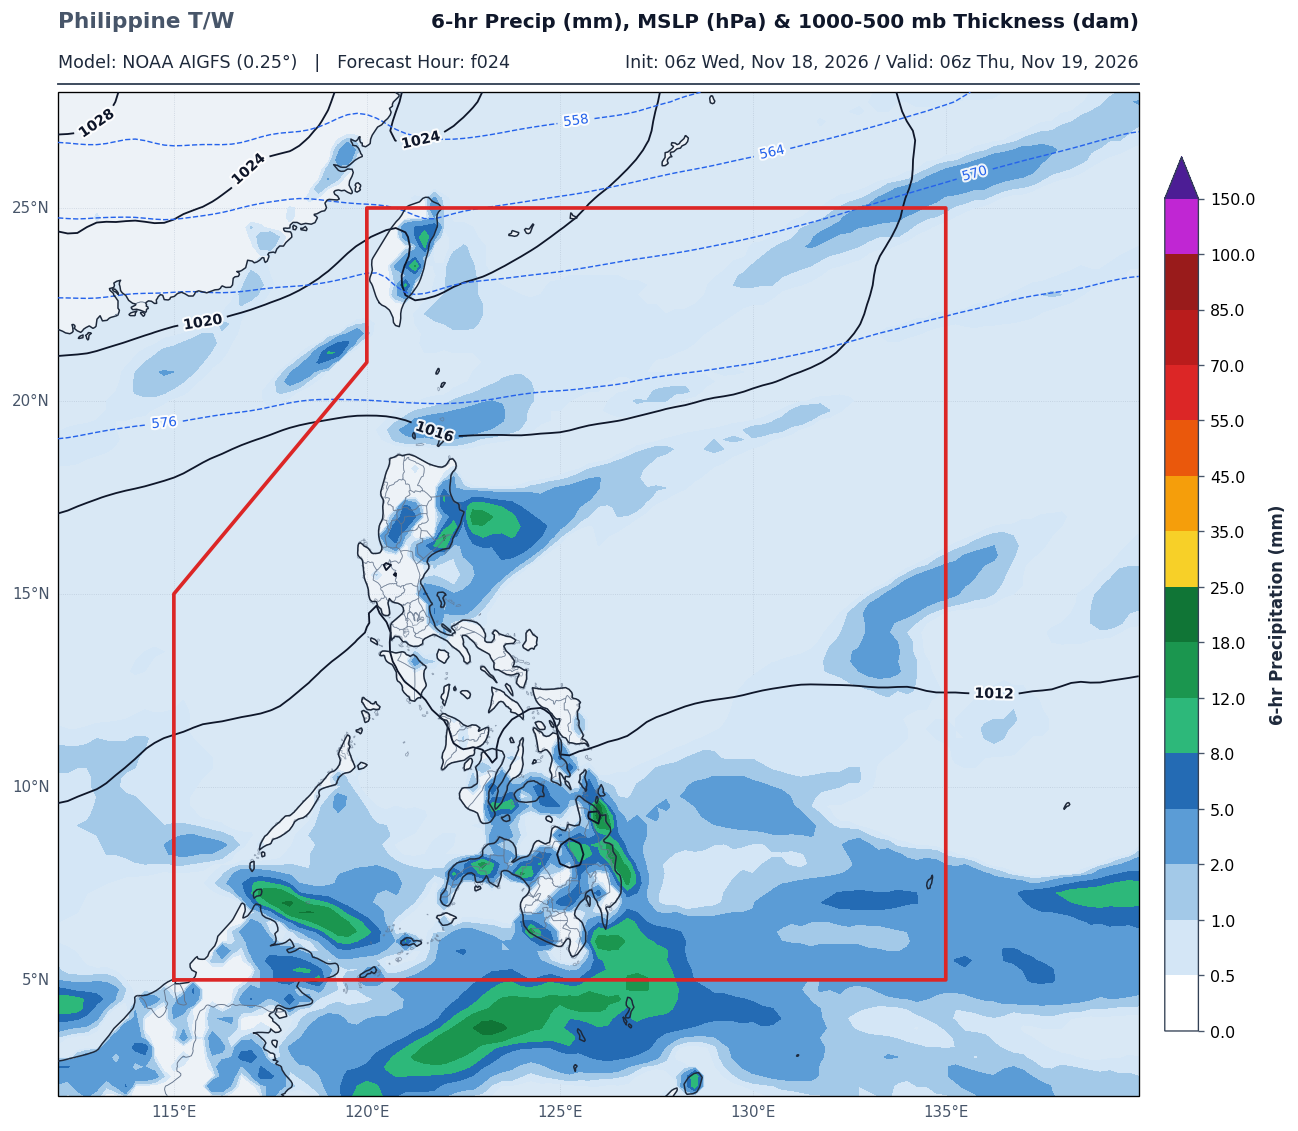 Philippine T/W
6-hr Precip (mm), MSLP (hPa) & 1000-500 mb Thickness (dam)
Model: NOAA AIGFS (0.25°) | Forecast Hour: f024
Init: 06z Wed, Nov 18, 2026 / Valid: 06z Thu, Nov 19, 2026
1028
1024
1024
558
564
570
25°N
1020
20°N
576
1016
15°N
1012
10°N
5°N
115°E
120°E
125°E
130°E
135°E
150.0
100.0
85.0
70.0
55.0
45.0
35.0
25.0
18.0
12.0
8.0
5.0
2.0
1.0
0.5
0.0
6-hr Precipitation (mm)